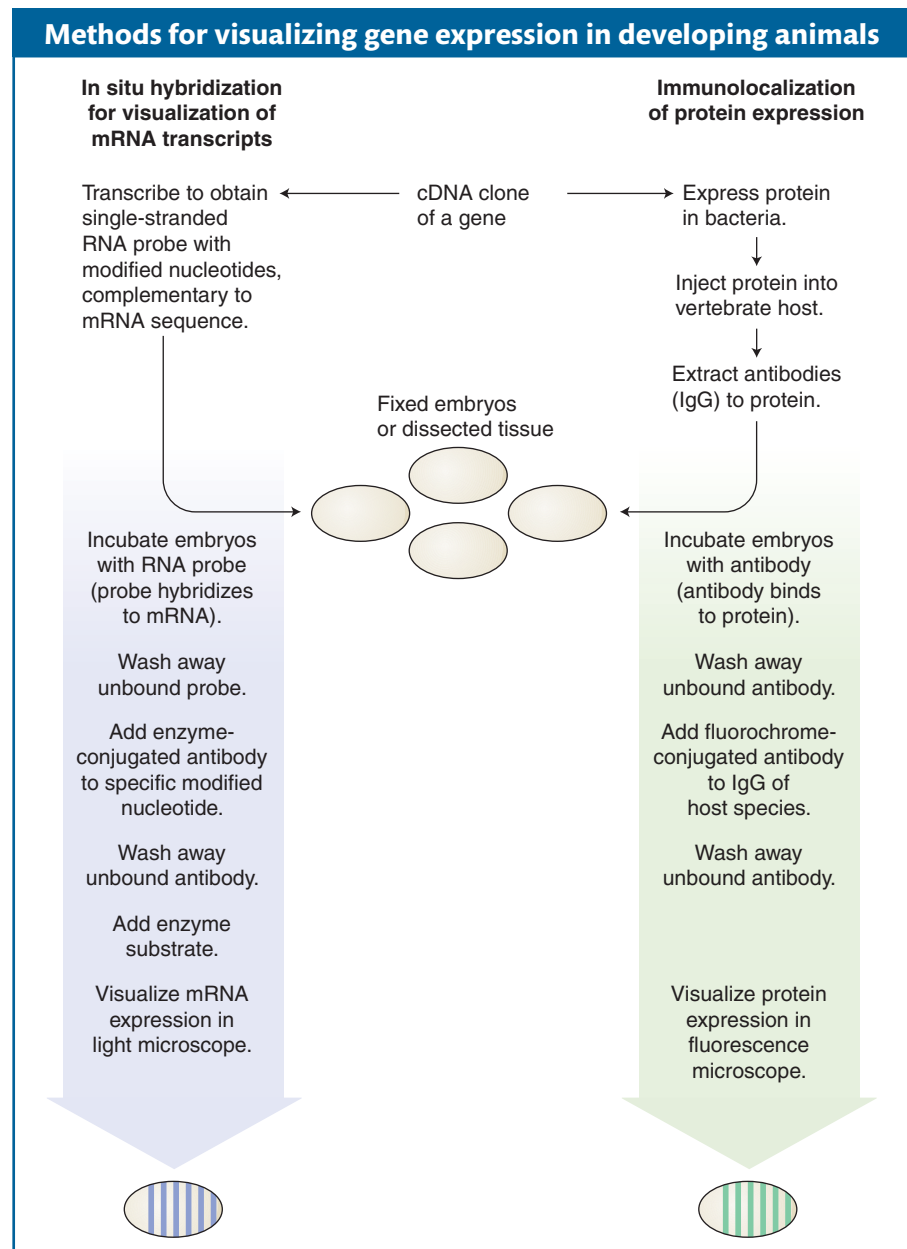 Methods for visualizing gene expression in developing animals
In situ hybridization
for visualization of
mRNA transcripts
Immunolocalization
of protein expression
Transcribe to obtain
single-stranded
RNA probe with
modified nucleotides,
complementary to
mRNA sequence.
cDNA clone
of a gene
Express protein
in bacteria.
Inject protein into
vertebrate host.
Extract antibodies
(IgG) to protein.
Fixed embryos
or dissected tissue
Incubate embryos
with RNA probe
(probe hybridizes
to mRNA).
Wash away
unbound probe.
Add enzyme-
conjugated antibody
to specific modified
nucleotide.
Wash away
unbound antibody.
Add enzyme
substrate.
Visualize mRNA
expression in
light microscope.
Incubate embryos
with antibody
(antibody binds
to protein).
Wash away
unbound antibody.
Add fluorochrome-
conjugated antibody
to IgG of
host species.
Wash away
unbound antibody.
Visualize protein
expression in
fluorescence
microscope.